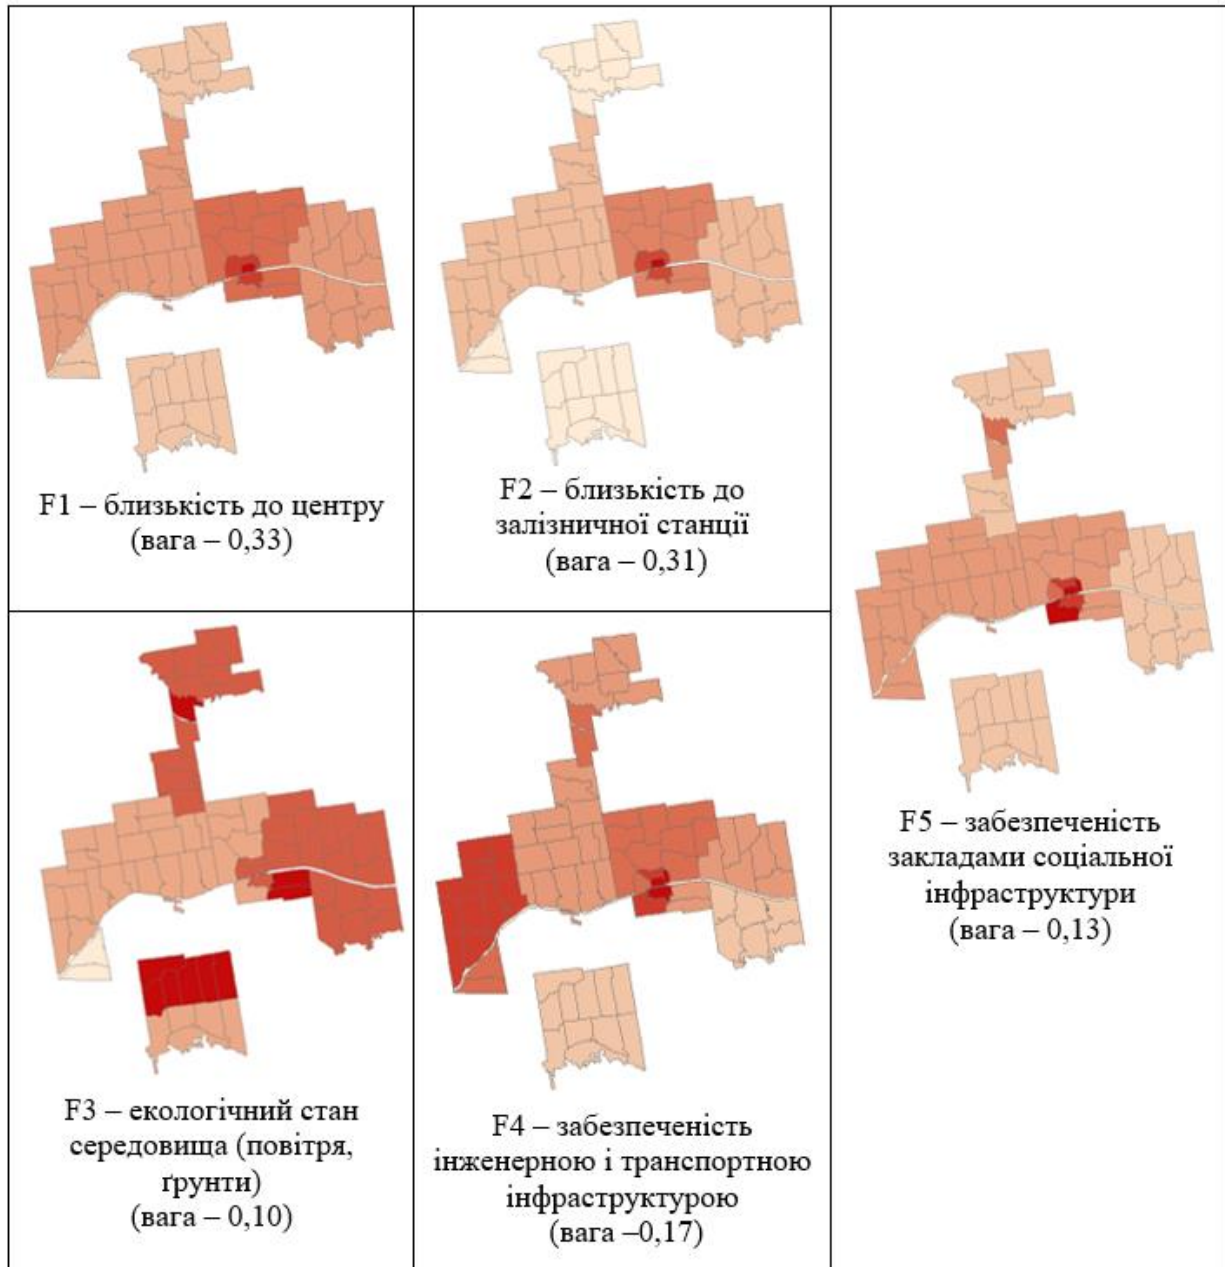 F1 – близькість до центру
(вага – 0,33)
F2 – близькість до
залізничної станції
(вага – 0,31)
F3 – екологічний стан
середовища (повітря,
ґрунти)
(вага – 0,10)
F4 – забезпеченість
інженерною і транспортною
інфраструктурою
(вага –0,17)
F5 – забезпеченість
закладами соціальної
інфраструктури
(вага – 0,13)